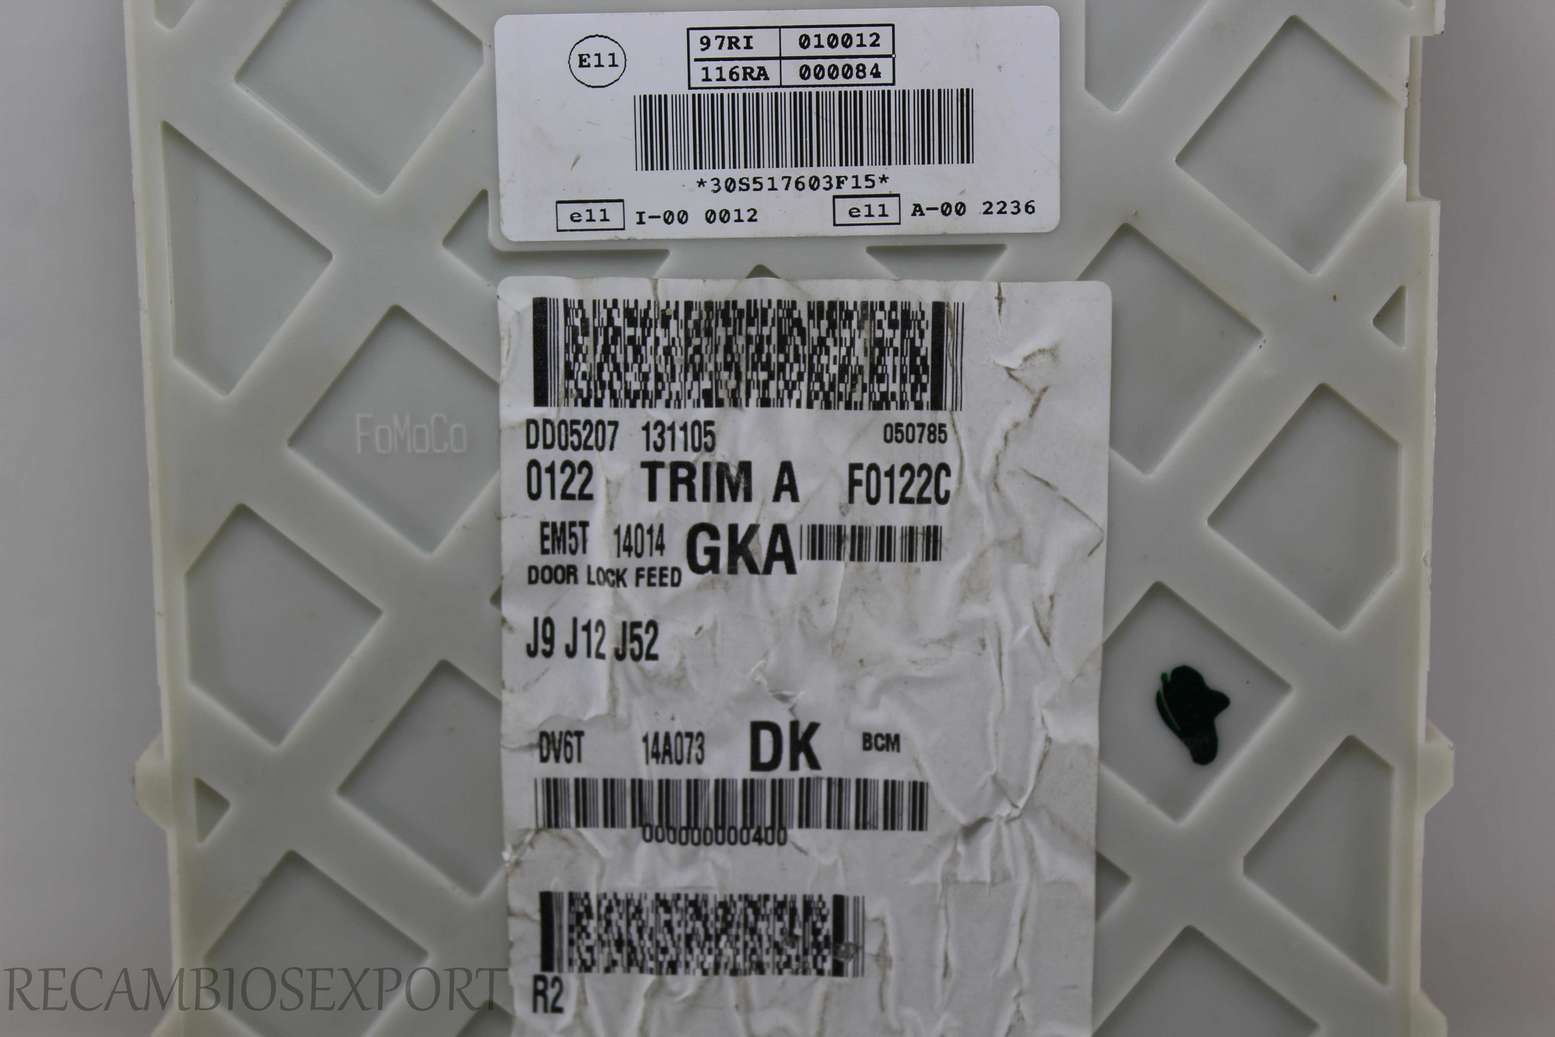 E11 97RI 010012
116RA 000084
*30S517603F15*
e11 I-00 0012 e11 A-00 2236
FoMoCo
DD05207 131105 050785
0122 TRIM A F0122C
EM5T 14014 GKA
DOOR LOCK FEED
J9 J12 J52
DV6T 14A073 DK BCM
000000000400
R2
RECAMBIOSEXPORT